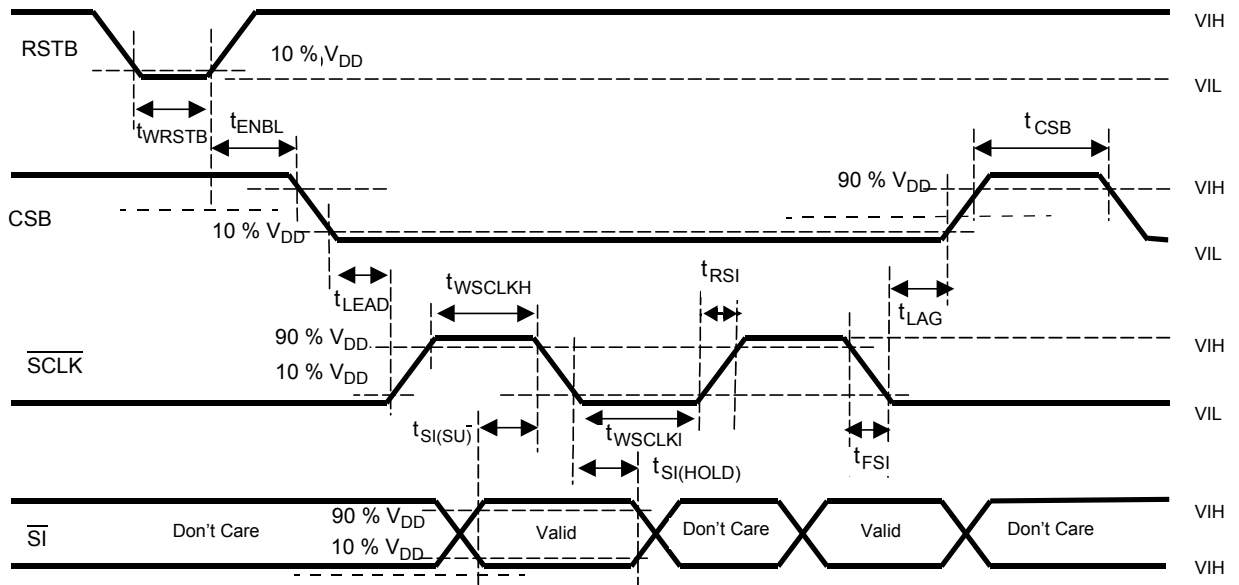 VIH
RSTB
10 % VDD
VIL
tWRSTB
tENBL
tCSB
90 % VDD
VIH
CSB
10 % VDD
VIL
tLEAD
tWSCLKH
tRSI
tLAG
90 % VDD
VIH
SCLK
10 % VDD
VIL
tSI(SU)
tWSCLKl
tFSI
tSI(HOLD)
90 % VDD
VIH
SI
Don't Care
Valid
Don't Care
Valid
Don't Care
10 % VDD
VIH